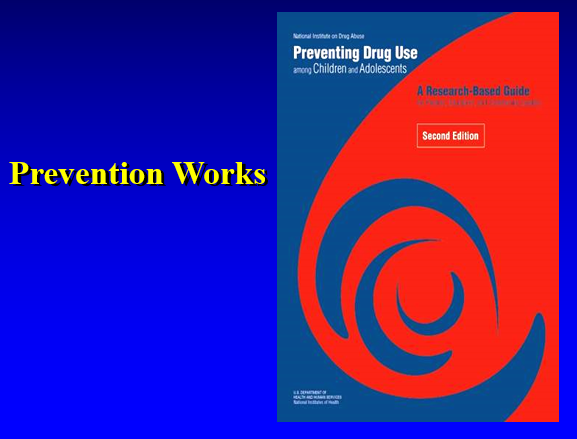 Prevention Works
National Institute on Drug Abuse
Preventing Drug Use
among Children and Adolescents
A Research-Based Guide
Second Edition
U.S. DEPARTMENT OF
HEALTH AND HUMAN SERVICES
National Institutes of Health